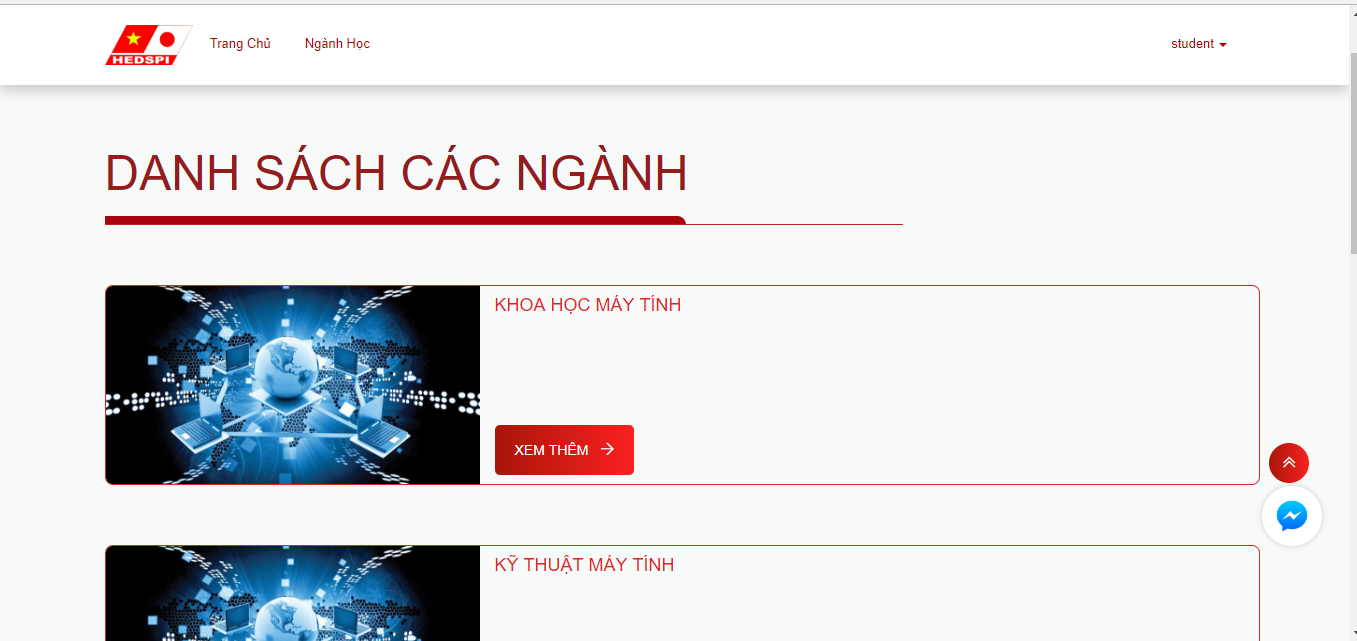 HEDSPI
Trang Chủ
Ngành Học
student
DANH SÁCH CÁC NGÀNH
KHOA HỌC MÁY TÍNH
XEM THÊM
KỸ THUẬT MÁY TÍNH